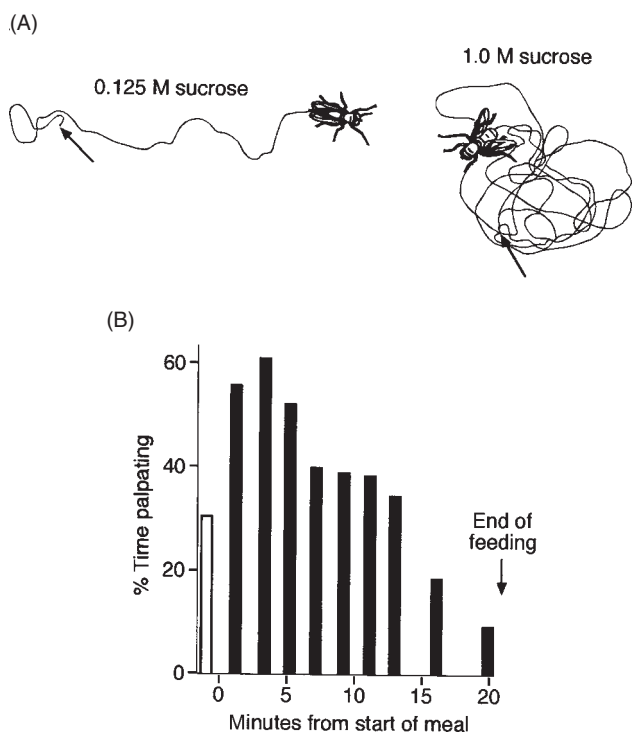 (A)
0.125 M sucrose
1.0 M sucrose
(B)
% Time palpating
60
40
20
0
End of
feeding
0
5
10
15
20
Minutes from start of meal